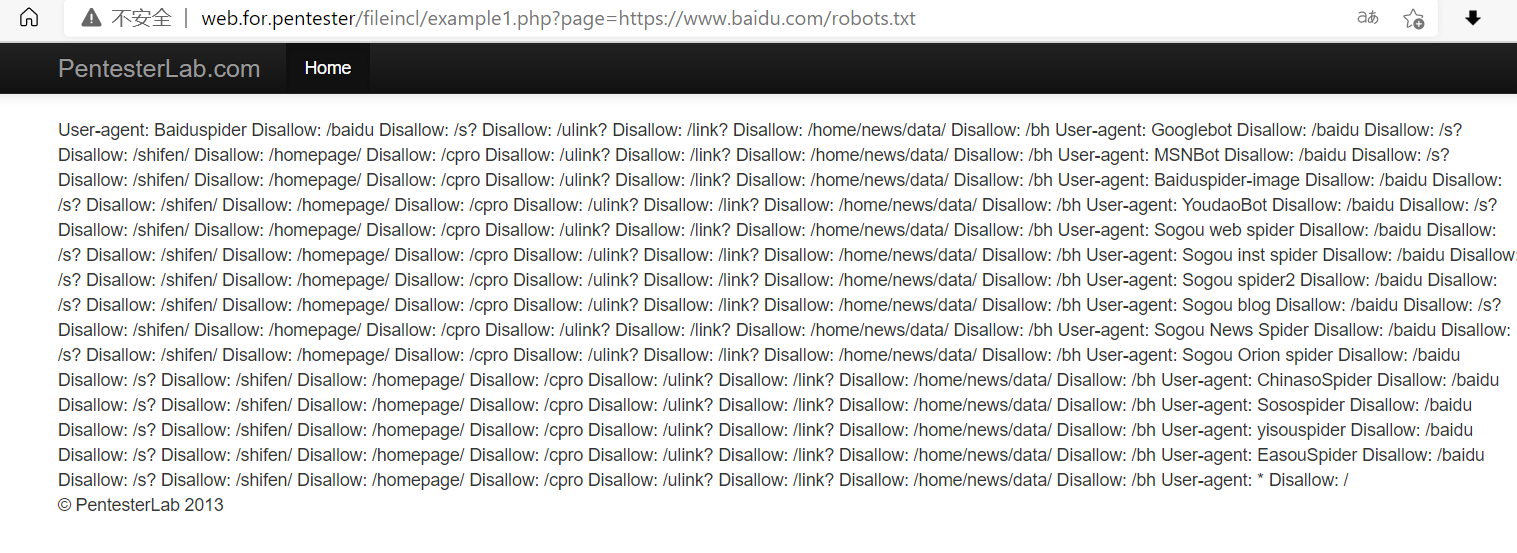 不安全 | web.for.pentester/fileincl/example1.php?page=https://www.baidu.com/robots.txt aあ
PentesterLab.com Home
User-agent: Baiduspider Disallow: /baidu Disallow: /s? Disallow: /ulink? Disallow: /link? Disallow: /home/news/data/ Disallow: /bh User-agent: Googlebot Disallow: /baidu Disallow: /s?
Disallow: /shifen/ Disallow: /homepage/ Disallow: /cpro Disallow: /ulink? Disallow: /link? Disallow: /home/news/data/ Disallow: /bh User-agent: MSNBot Disallow: /baidu Disallow: /s?
Disallow: /shifen/ Disallow: /homepage/ Disallow: /cpro Disallow: /ulink? Disallow: /link? Disallow: /home/news/data/ Disallow: /bh User-agent: Baiduspider-image Disallow: /baidu Disallow:
/s? Disallow: /shifen/ Disallow: /homepage/ Disallow: /cpro Disallow: /ulink? Disallow: /link? Disallow: /home/news/data/ Disallow: /bh User-agent: YoudaoBot Disallow: /baidu Disallow: /s?
Disallow: /shifen/ Disallow: /homepage/ Disallow: /cpro Disallow: /ulink? Disallow: /link? Disallow: /home/news/data/ Disallow: /bh User-agent: Sogou web spider Disallow: /baidu Disallow:
/s? Disallow: /shifen/ Disallow: /homepage/ Disallow: /cpro Disallow: /ulink? Disallow: /link? Disallow: /home/news/data/ Disallow: /bh User-agent: Sogou inst spider Disallow: /baidu Disallow:
/s? Disallow: /shifen/ Disallow: /homepage/ Disallow: /cpro Disallow: /ulink? Disallow: /link? Disallow: /home/news/data/ Disallow: /bh User-agent: Sogou spider2 Disallow: /baidu Disallow:
/s? Disallow: /shifen/ Disallow: /homepage/ Disallow: /cpro Disallow: /ulink? Disallow: /link? Disallow: /home/news/data/ Disallow: /bh User-agent: Sogou blog Disallow: /baidu Disallow: /s?
Disallow: /shifen/ Disallow: /homepage/ Disallow: /cpro Disallow: /ulink? Disallow: /link? Disallow: /home/news/data/ Disallow: /bh User-agent: Sogou News Spider Disallow: /baidu Disallow:
/s? Disallow: /shifen/ Disallow: /homepage/ Disallow: /cpro Disallow: /ulink? Disallow: /link? Disallow: /home/news/data/ Disallow: /bh User-agent: Sogou Orion spider Disallow: /baidu
Disallow: /s? Disallow: /shifen/ Disallow: /homepage/ Disallow: /cpro Disallow: /ulink? Disallow: /link? Disallow: /home/news/data/ Disallow: /bh User-agent: ChinasoSpider Disallow: /baidu
Disallow: /s? Disallow: /shifen/ Disallow: /homepage/ Disallow: /cpro Disallow: /ulink? Disallow: /link? Disallow: /home/news/data/ Disallow: /bh User-agent: Sosospider Disallow: /baidu
Disallow: /s? Disallow: /shifen/ Disallow: /homepage/ Disallow: /cpro Disallow: /ulink? Disallow: /link? Disallow: /home/news/data/ Disallow: /bh User-agent: yisouspider Disallow: /baidu
Disallow: /s? Disallow: /shifen/ Disallow: /homepage/ Disallow: /cpro Disallow: /ulink? Disallow: /link? Disallow: /home/news/data/ Disallow: /bh User-agent: EasouSpider Disallow: /baidu
Disallow: /s? Disallow: /shifen/ Disallow: /homepage/ Disallow: /cpro Disallow: /ulink? Disallow: /link? Disallow: /home/news/data/ Disallow: /bh User-agent: * Disallow: /
© PentesterLab 2013